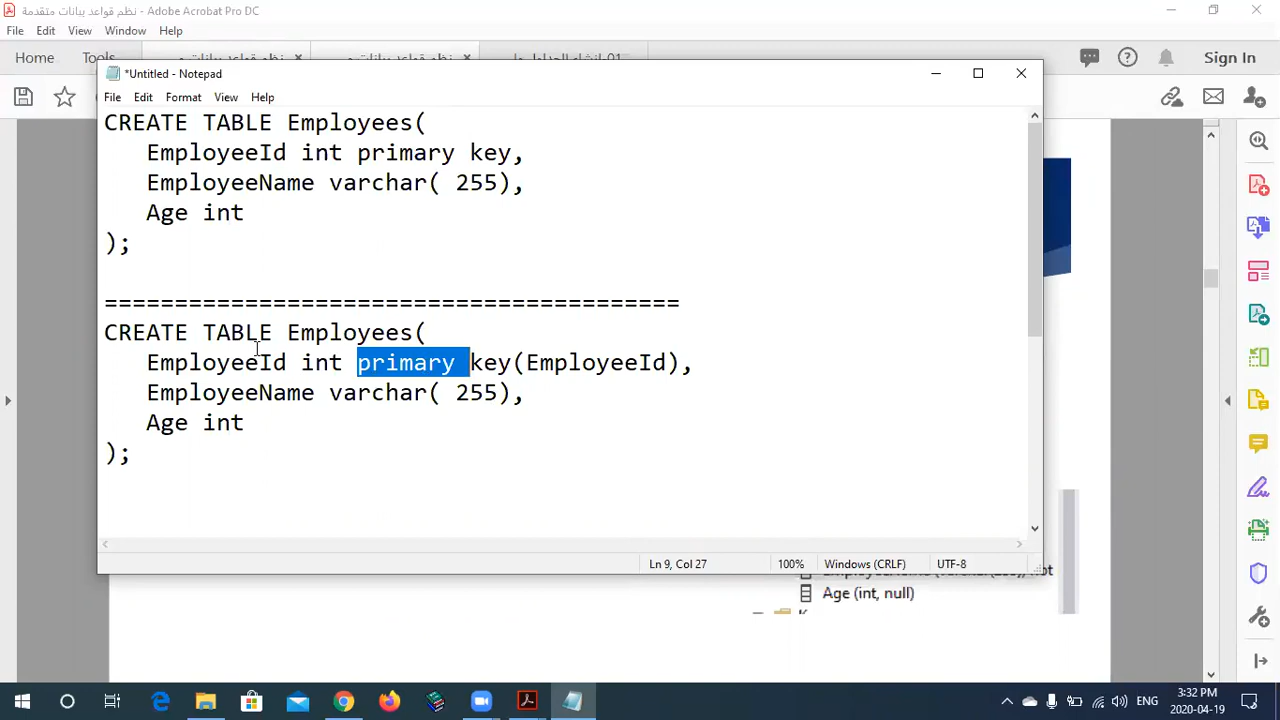 نظم قواعد بيانات متقدمة - Adobe Acrobat Pro DC
File Edit View Window Help
Home Tools Sign In
*Untitled - Notepad
File Edit Format View Help
CREATE TABLE Employees(
EmployeeId int primary key,
EmployeeName varchar( 255),
Age int
);
=========================================
CREATE TABLE Employees(
EmployeeId int primary key(EmployeeId),
EmployeeName varchar( 255),
Age int
);
Ln 9, Col 27 100% Windows (CRLF) UTF-8
Age (int, null)
ENG
3:32 PM
2020-04-19